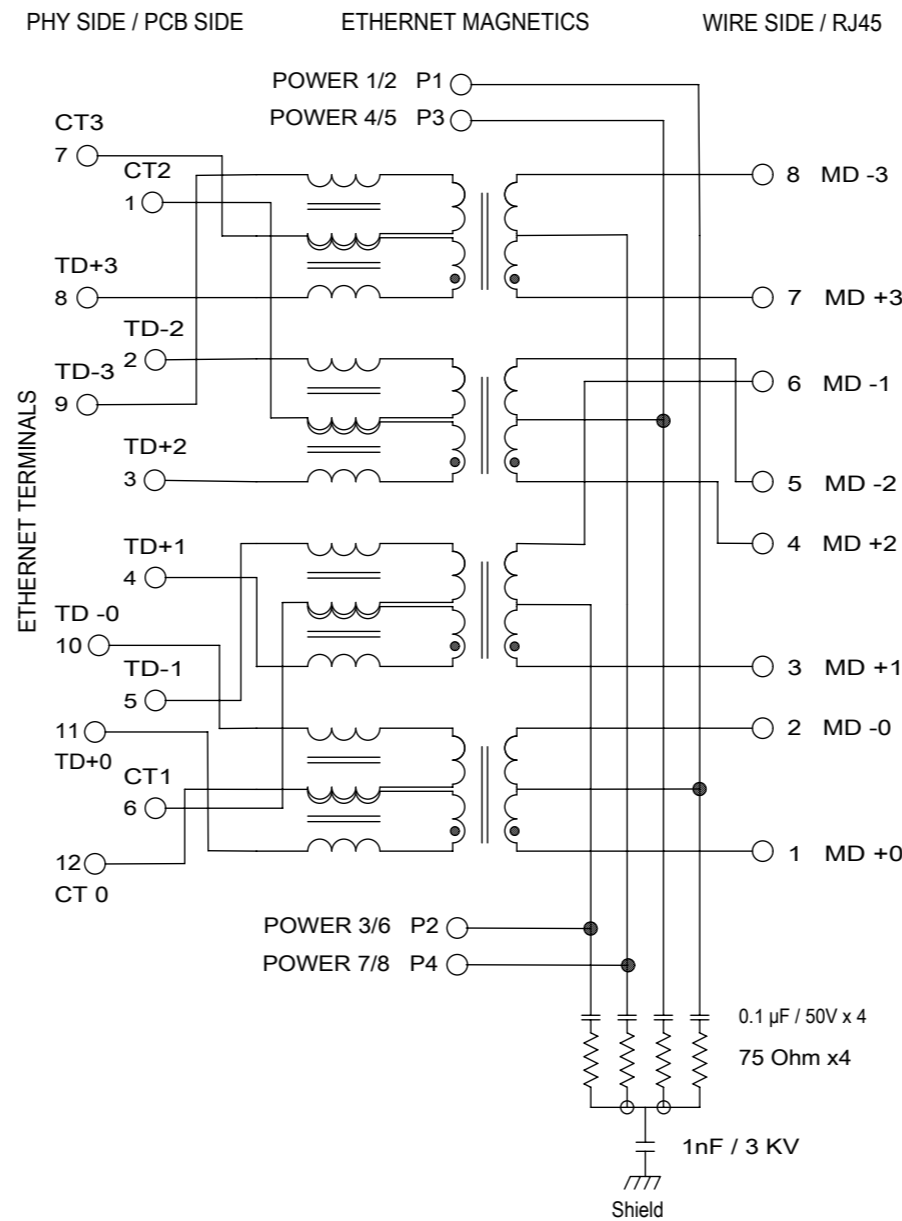 PHY SIDE / PCB SIDE ETHERNET MAGNETICS WIRE SIDE / RJ45
POWER 1/2 P1
POWER 4/5 P3
CT3
7
CT2
1
8 MD -3
TD+3
8
7 MD +3
TD-2
2
TD-3
9
6 MD -1
TD+2
3
5 MD -2
4 MD +2
ETHERNET TERMINALS
TD+1
4
TD -0
10
TD-1
5
3 MD +1
11
TD+0
2 MD -0
CT1
6
12
CT 0
1 MD +0
POWER 3/6 P2
POWER 7/8 P4
0.1 µF / 50V x 4
75 Ohm x4
1nF / 3 KV
Shield